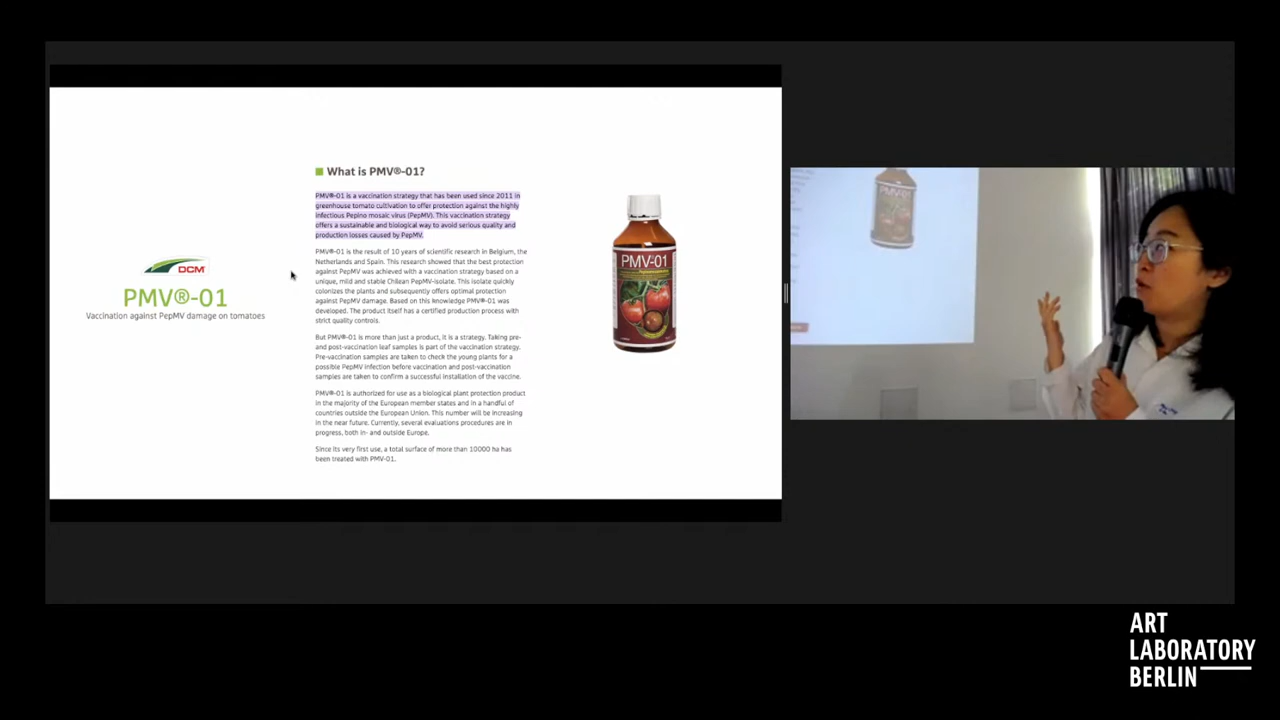 What is PMV®-01?
PMV®-01 is a vaccination strategy that has been used since 2011 in
greenhouse tomato cultivation to offer protection against the highly
infectious Pepino mosaic virus (PepMV). This vaccination strategy
offers a sustainable and biological way to avoid serious quality and
production losses caused by PepMV.
PMV®-01 is the result of 10 years of scientific research in Belgium, the
Netherlands and Spain. This research showed that the best protection
against PepMV was achieved with a vaccination strategy based on a
unique, mild and stable Chilean PepMV-isolate. This isolate quickly
colonizes the plants and subsequently offers optimal protection
against PepMV damage. Based on this knowledge PMV®-01 was
developed. The product itself has a certified production process with
strict quality controls.
But PMV®-01 is more than just a product, it is a strategy. Taking pre-
and post-vaccination leaf samples is part of the vaccination strategy.
Pre-vaccination samples are taken to check the young plants for a
possible PepMV infection before vaccination and post-vaccination
samples are taken to confirm a successful installation of the vaccine.
PMV®-01 is authorized for use as a biological plant protection product
in the majority of the European member states and in a handful of
countries outside the European Union. This number will be increasing
in the near future. Currently, several evaluations procedures are in
progress, both in- and outside Europe.
Since its very first use, a total surface of more than 10000 ha has
been treated with PMV-01.
DCM
PMV®-01
Vaccination against PepMV damage on tomatoes
PMV-01
PMV-01
ART
LABORATORY
BERLIN